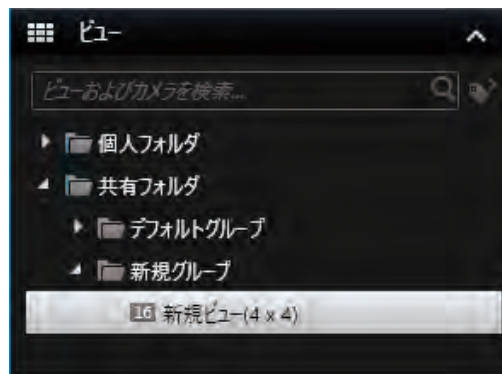 ビュー
ビューおよびカメラを検索...
個人フォルダ
共有フォルダ
デフォルトグループ
新規グループ
16 新規ビュー(4 x 4)